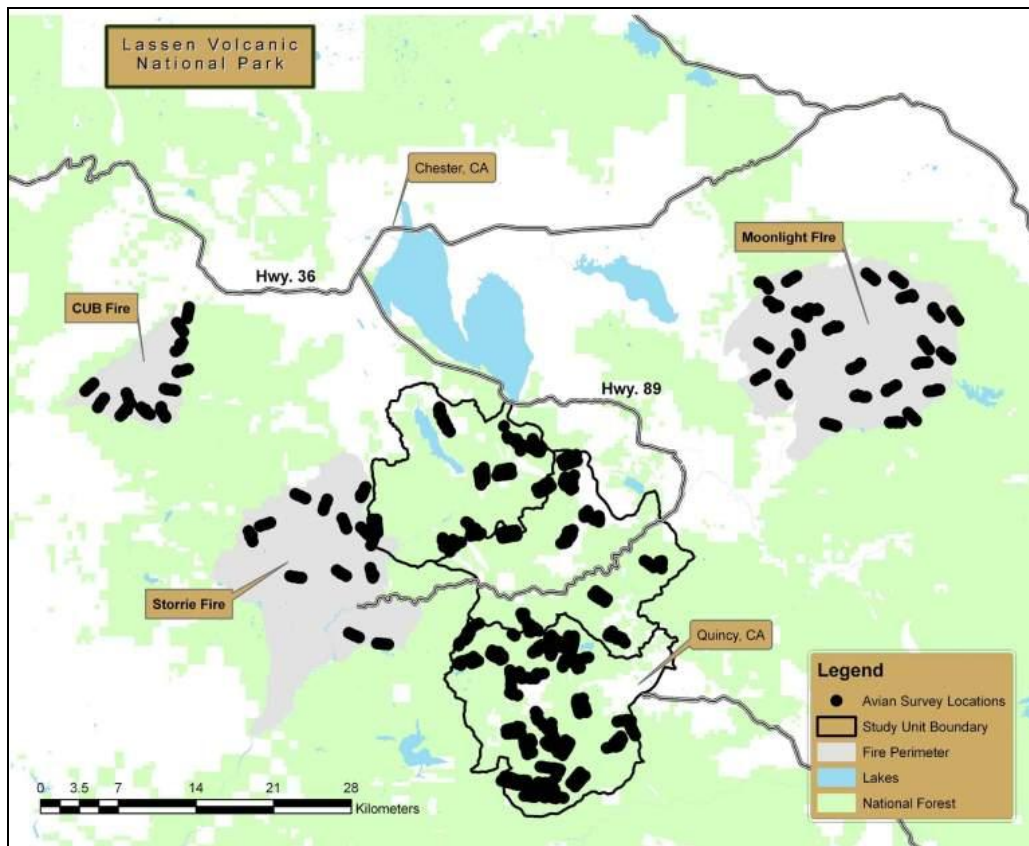 Lassen Volcanic
National Park
Chester, CA
Moonlight FIre
Hwy. 36
CUB Fire
Hwy. 89
Storrie Fire
Quincy, CA
Legend
Avian Survey Locations
Study Unit Boundary
Fire Perimeter
Lakes
National Forest
0 3.5 7 14 21 28
Kilometers